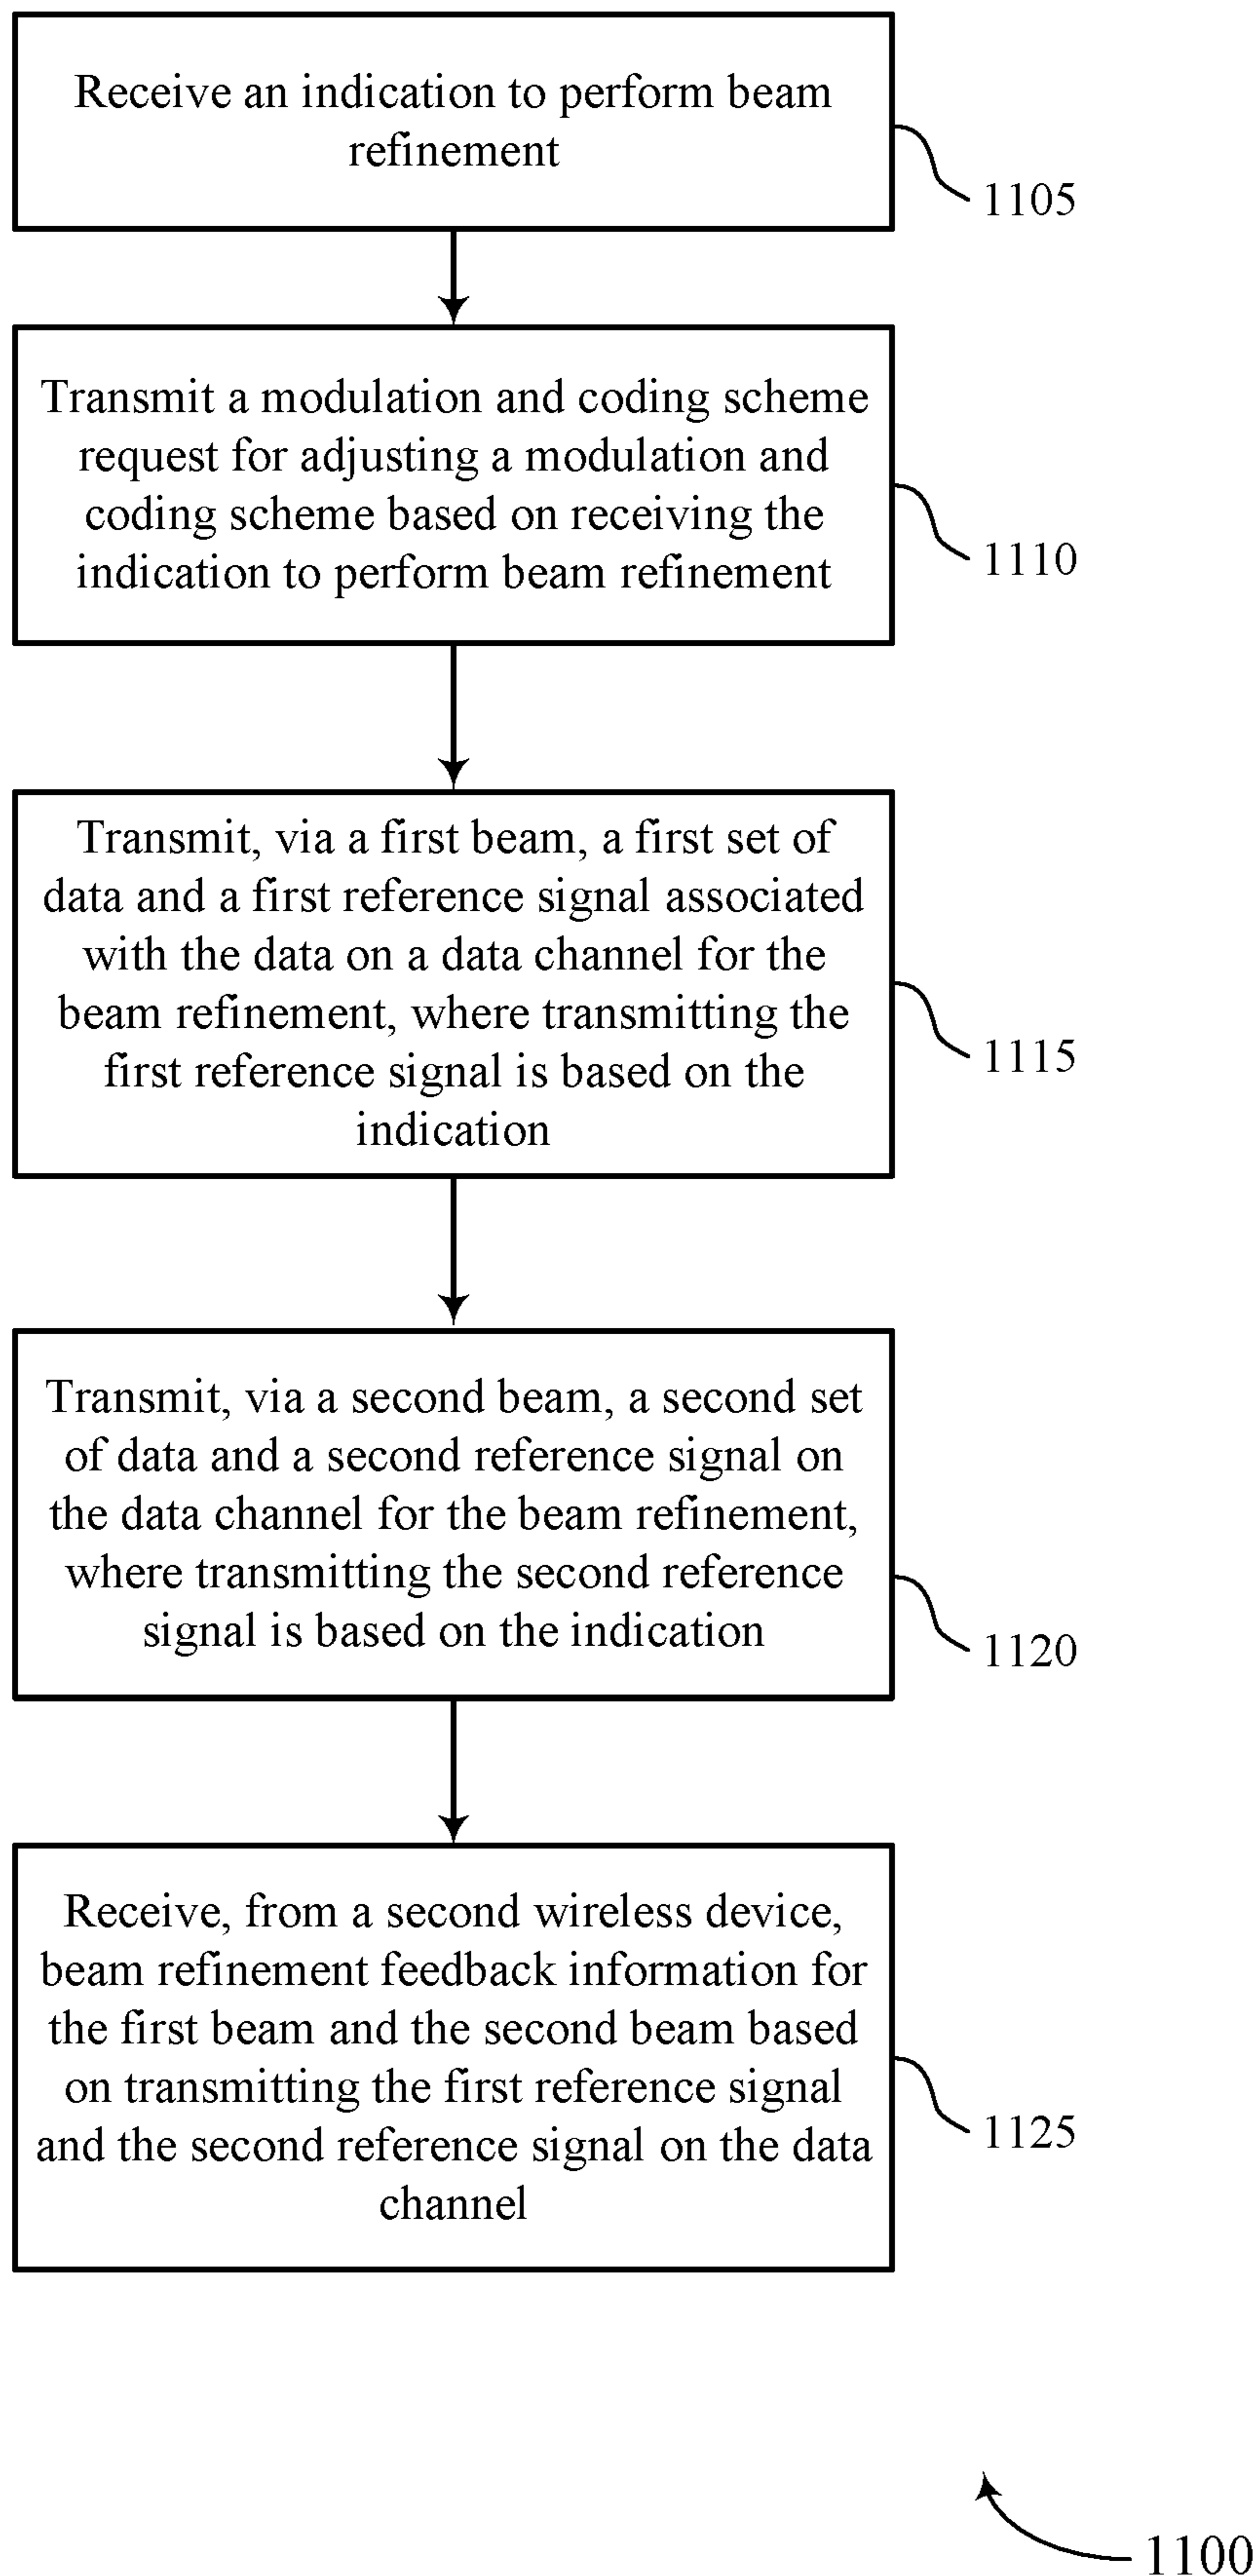 Receive an indication to perform beam
refinement
1105
Transmit a modulation and coding scheme
request for adjusting a modulation and
coding scheme based on receiving the
indication to perform beam refinement
1110
Transmit, via a first beam, a first set of
data and a first reference signal associated
with the data on a data channel for the
beam refinement, where transmitting the
first reference signal is based on the
indication
1115
Transmit, via a second beam, a second set
of data and a second reference signal on
the data channel for the beam refinement,
where transmitting the second reference
signal is based on the indication
1120
Receive, from a second wireless device,
beam refinement feedback information for
the first beam and the second beam based
on transmitting the first reference signal
and the second reference signal on the data
channel
1125
1100